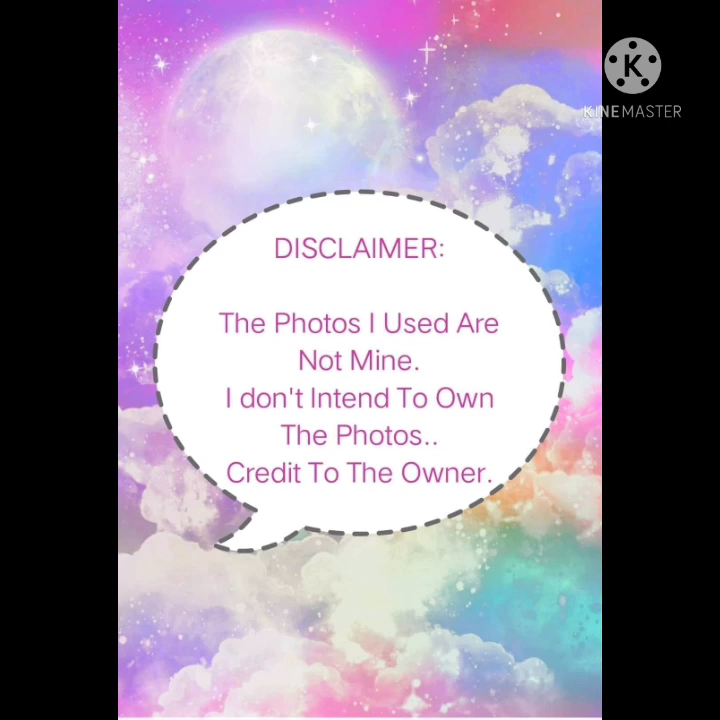 K
KINEMASTER
DISCLAIMER:
The Photos I Used Are
Not Mine.
I don't Intend To Own
The Photos..
Credit To The Owner.